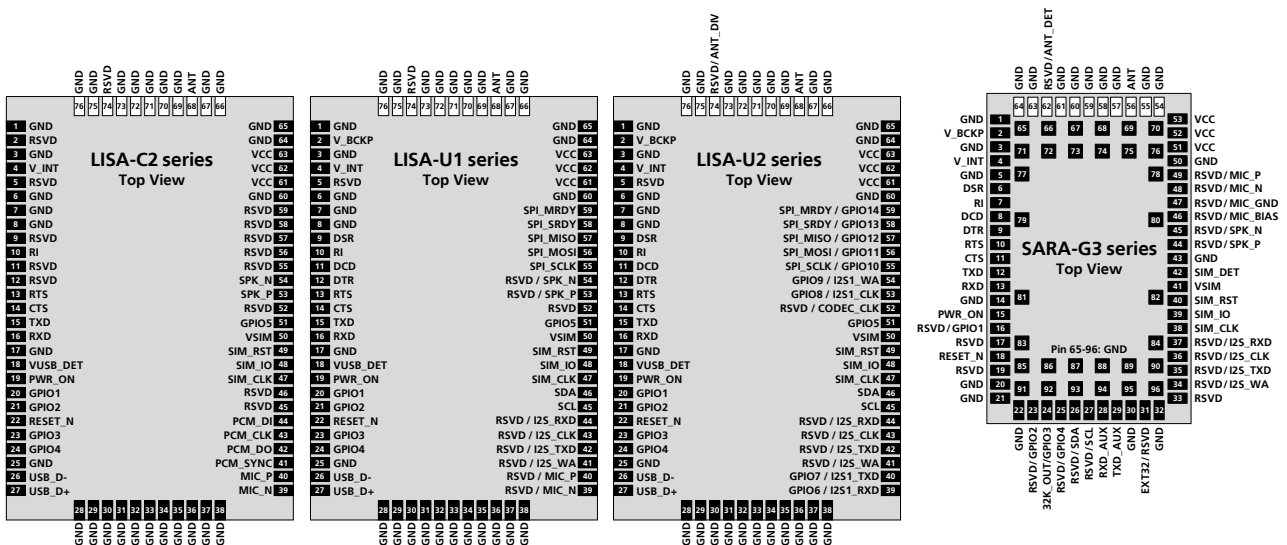 GND GND RSVD GND GND GND GND GND ANT GND GND
76 75 74 73 72 71 70 69 68 67 66
1 GND GND 65
2 RSVD GND 64
3 GND VCC 63
4 V_INT VCC 62
5 RSVD VCC 61
6 GND GND 60
7 GND RSVD 59
8 GND RSVD 58
9 RSVD RSVD 57
10 RI RSVD 56
11 RSVD RSVD 55
12 RSVD SPK_N 54
13 RTS SPK_P 53
14 CTS RSVD 52
15 TXD GPIO5 51
16 RXD VSIM 50
17 GND SIM_RST 49
18 VUSB_DET SIM_IO 48
19 PWR_ON SIM_CLK 47
20 GPIO1 RSVD 46
21 GPIO2 RSVD 45
22 RESET_N PCM_DI 44
23 GPIO3 PCM_CLK 43
24 GPIO4 PCM_DO 42
25 GND PCM_SYNC 41
26 USB_D- MIC_P 40
27 USB_D+ MIC_N 39
LISA-C2 series
Top View
28 29 30 31 32 33 34 35 36 37 38
GND GND GND GND GND GND GND GND GND GND GND
GND GND RSVD GND GND GND GND GND ANT GND GND
76 75 74 73 72 71 70 69 68 67 66
1 GND GND 65
2 V_BCKP GND 64
3 GND VCC 63
4 V_INT VCC 62
5 RSVD VCC 61
6 GND GND 60
7 GND SPI_MRDY 59
8 GND SPI_SRDY 58
9 DSR SPI_MISO 57
10 RI SPI_MOSI 56
11 DCD SPI_SCLK 55
12 DTR RSVD / SPK_N 54
13 RTS RSVD / SPK_P 53
14 CTS RSVD 52
15 TXD GPIO5 51
16 RXD VSIM 50
17 GND SIM_RST 49
18 VUSB_DET SIM_IO 48
19 PWR_ON SIM_CLK 47
20 GPIO1 SDA 46
21 GPIO2 SCL 45
22 RESET_N RSVD / I2S_RXD 44
23 GPIO3 RSVD / I2S_CLK 43
24 GPIO4 RSVD / I2S_TXD 42
25 GND RSVD / I2S_WA 41
26 USB_D- RSVD / MIC_P 40
27 USB_D+ RSVD / MIC_N 39
LISA-U1 series
Top View
28 29 30 31 32 33 34 35 36 37 38
GND GND GND GND GND GND GND GND GND GND GND
GND GND RSVD/ANT_DIV GND GND GND GND GND ANT GND GND
76 75 74 73 72 71 70 69 68 67 66
1 GND GND 65
2 V_BCKP GND 64
3 GND VCC 63
4 V_INT VCC 62
5 RSVD VCC 61
6 GND GND 60
7 GND SPI_MRDY / GPIO14 59
8 GND SPI_SRDY / GPIO13 58
9 DSR SPI_MISO / GPIO12 57
10 RI SPI_MOSI / GPIO11 56
11 DCD SPI_SCLK / GPIO10 55
12 DTR GPIO9 / I2S1_WA 54
13 RTS GPIO8 / I2S1_CLK 53
14 CTS RSVD / CODEC_CLK 52
15 TXD GPIO5 51
16 RXD VSIM 50
17 GND SIM_RST 49
18 VUSB_DET SIM_IO 48
19 PWR_ON SIM_CLK 47
20 GPIO1 SDA 46
21 GPIO2 SCL 45
22 RESET_N RSVD / I2S_RXD 44
23 GPIO3 RSVD / I2S_CLK 43
24 GPIO4 RSVD / I2S_TXD 42
25 GND RSVD / I2S_WA 41
26 USB_D- GPIO7 / I2S1_TXD 40
27 USB_D+ GPIO6 / I2S1_RXD 39
LISA-U2 series
Top View
28 29 30 31 32 33 34 35 36 37 38
GND GND GND GND GND GND GND GND GND GND GND
GND GND RSVD/ANT_DET GND GND GND GND GND ANT GND GND
64 63 62 61 60 59 58 57 56 55 54
GND 1
V_BCKP 2
GND 3
V_INT 4
GND 5
DSR 6
RI 7
DCD 8
DTR 9
RTS 10
CTS 11
TXD 12
RXD 13
GND 14
PWR_ON 15
RSVD/GPIO1 16
RSVD 17
RESET_N 18
RSVD 19
GND 20
GND 21
65 66 67 68 69 70
71 72 73 74 75 76
77 78
79 80
SARA-G3 series
Top View
81 82
Pin 65-96: GND
83 84
85 86 87 88 89 90
91 92 93 94 95 96
53 VCC
52 VCC
51 VCC
50 GND
49 RSVD/MIC_P
48 RSVD/MIC_N
47 RSVD/MIC_GND
46 RSVD/MIC_BIAS
45 RSVD/SPK_N
44 RSVD/SPK_P
43 GND
42 SIM_DET
41 VSIM
40 SIM_RST
39 SIM_IO
38 SIM_CLK
37 RSVD/I2S_RXD
36 RSVD/I2S_CLK
35 RSVD/I2S_TXD
34 RSVD/I2S_WA
33 RSVD
22 23 24 25 26 27 28 29 30 31 32
GND RSVD/GPIO2 32K_OUT/GPIO3 RSVD/GPIO4 RSVD/SDA RSVD/SCL RXD_AUX TXD_AUX GND EXT32/RSVD GND